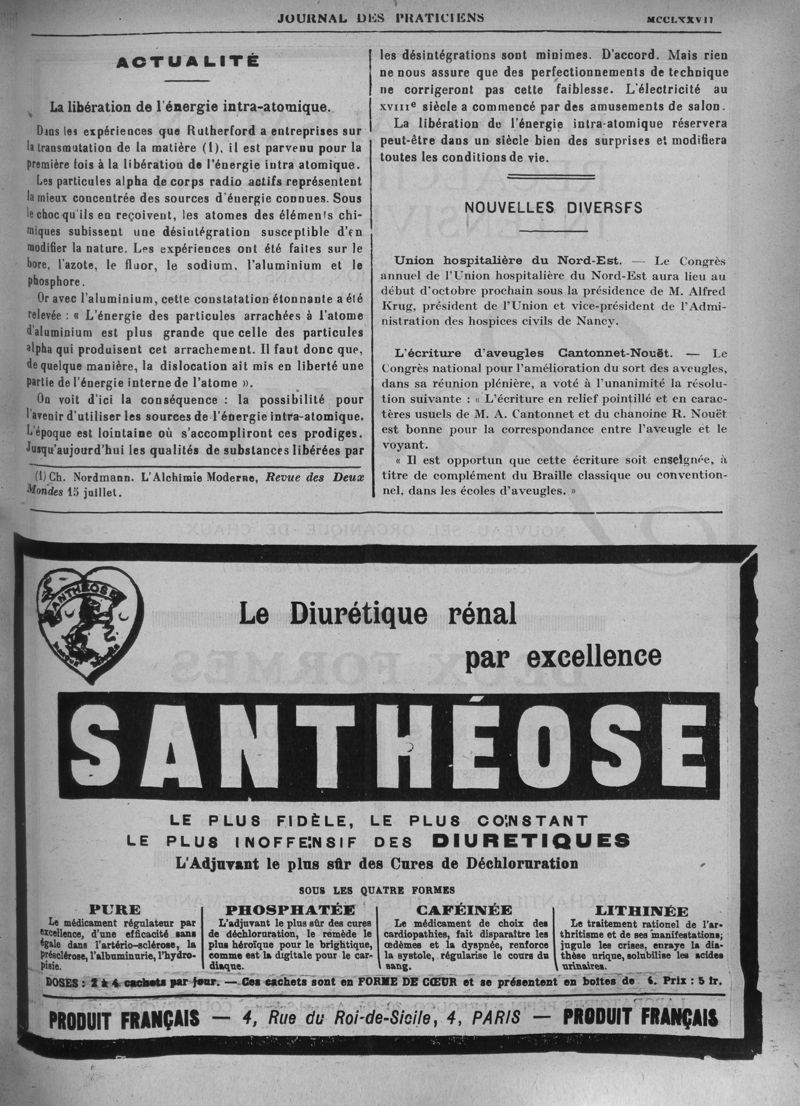 JOURNAL DES PRATICIENS
MCCLXXVII
ACTUALITÉ
La libération de l'énergie intra-atomique.
Dans les expériences que Rutherford a entreprises sur
la transmutation de la matière (1), il est parvenu pour la
première fois à la libération de l'énergie intra atomique.
Les particules alpha de corps radio actifs représentent
la mieux concentrée des sources d'énergie connues. Sous
le choc qu'ils en reçoivent, les atomes des éléments chi-
miques subissent une désintégration susceptible d'en
modifier la nature. Les expériences ont été faites sur le
bore, l'azote, le fluor, le sodium, l'aluminium et le
phosphore.
Or avec l'aluminium, cette constatation étonnante a été
relevée : « L'énergie des particules arrachées à l'atome
d'aluminium est plus grande que celle des particules
alpha qui produisent cet arrachement. Il faut donc que,
de quelque manière, la dislocation ait mis en liberté une
partie de l'énergie interne de l'atome ».
On voit d'ici la conséquence : la possibilité pour
l'avenir d'utiliser les sources de l'énergie intra-atomique.
L'époque est lointaine où s'accompliront ces prodiges.
Jusqu'aujourd'hui les qualités de substances libérées par
(1) Ch. Nordmann. L'Alchimie Moderne, Revue des Deux
Mondes 15 juillet.
les désintégrations sont minimes. D'accord. Mais rien
ne nous assure que des perfectionnements de technique
ne corrigeront pas cette faiblesse. L'électricité au
XVIIIe siècle a commencé par des amusements de salon.
La libération de l'énergie intra-atomique réservera
peut-être dans un siècle bien des surprises et modifiera
toutes les conditions de vie.
NOUVELLES DIVERSES
Union hospitalière du Nord-Est. — Le Congrès
annuel de l'Union hospitalière du Nord-Est aura lieu au
début d'octobre prochain sous la présidence de M. Alfred
Krug, président de l'Union et vice-président de l'Admi-
nistration des hospices civils de Nancy.
L'écriture d'aveugles Cantonnet-Nouët. — Le
Congrès national pour l'amélioration du sort des aveugles,
dans sa réunion plénière, a voté à l'unanimité la résolu-
tion suivante : « L'écriture en relief pointillé et en carac-
tères usuels de M. A. Cantonnet et du chanoine R. Nouët
est bonne pour la correspondance entre l'aveugle et le
voyant.
« Il est opportun que cette écriture soit enseignée, à
titre de complément du Braille classique ou convention-
nel, dans les écoles d'aveugles. »
SANTHÉOSE
Le Diurétique rénal
par excellence
SANTHÉOSE
LE PLUS FIDÈLE, LE PLUS CONSTANT
LE PLUS INOFFENSIF DES DIURETIQUES
L'Adjuvant le plus sûr des Cures de Déchloruration
SOUS LES QUATRE FORMES
PURE
Le médicament régulateur par
excellence, d'une efficacité sans
égale dans l'artério-sclérose, la
présclérose, l'albuminurie, l'hydro-
pisie.
PHOSPHATÉE
L'adjuvant le plus sûr des cures
de déchloruration, le remède le
plus héroïque pour le brightique,
comme est la digitale pour le car-
diaque.
CAFÉINÉE
Le médicament de choix des
cardiopathies, fait disparaître les
œdèmes et la dyspnée, renforce
la systole, régularise le cours du
sang.
LITHINÉE
Le traitement rationel de l'ar-
thritisme et de ses manifestations;
jugule les crises, enraye la dia-
thèse urique, solubilise les acides
urinaires.
DOSES : 2 à 4 cachets par jour. — Ces cachets sont en FORME DE CŒUR et se présentent en boîtes de Prix : 5 fr.
PRODUIT FRANÇAIS — 4, Rue du Roi-de-Sicile, 4, PARIS — PRODUIT FRANÇAIS